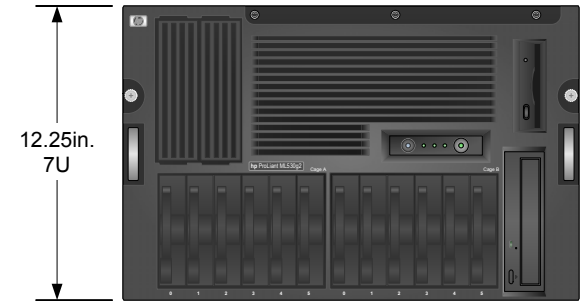 12.25in.
7U
hp
hp ProLiant ML530g2
Cage A
Cage B
0 1 2 3 4 5 0 1 2 3 4 5